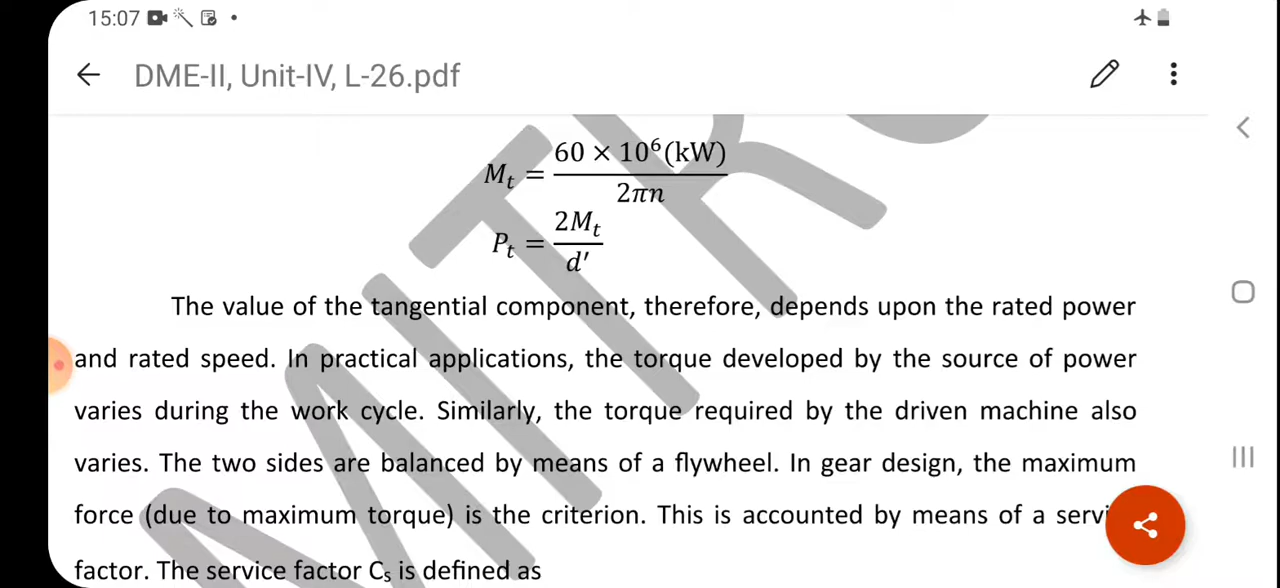 15:07
DME-II, Unit-IV, L-26.pdf
M_t = \frac{60 × 10^6 (kW)}{2πn}
P_t = \frac{2M_t}{d'}
The value of the tangential component, therefore, depends upon the rated power
and rated speed. In practical applications, the torque developed by the source of power
varies during the work cycle. Similarly, the torque required by the driven machine also
varies. The two sides are balanced by means of a flywheel. In gear design, the maximum
force (due to maximum torque) is the criterion. This is accounted by means of a servi
factor. The service factor C_s is defined as